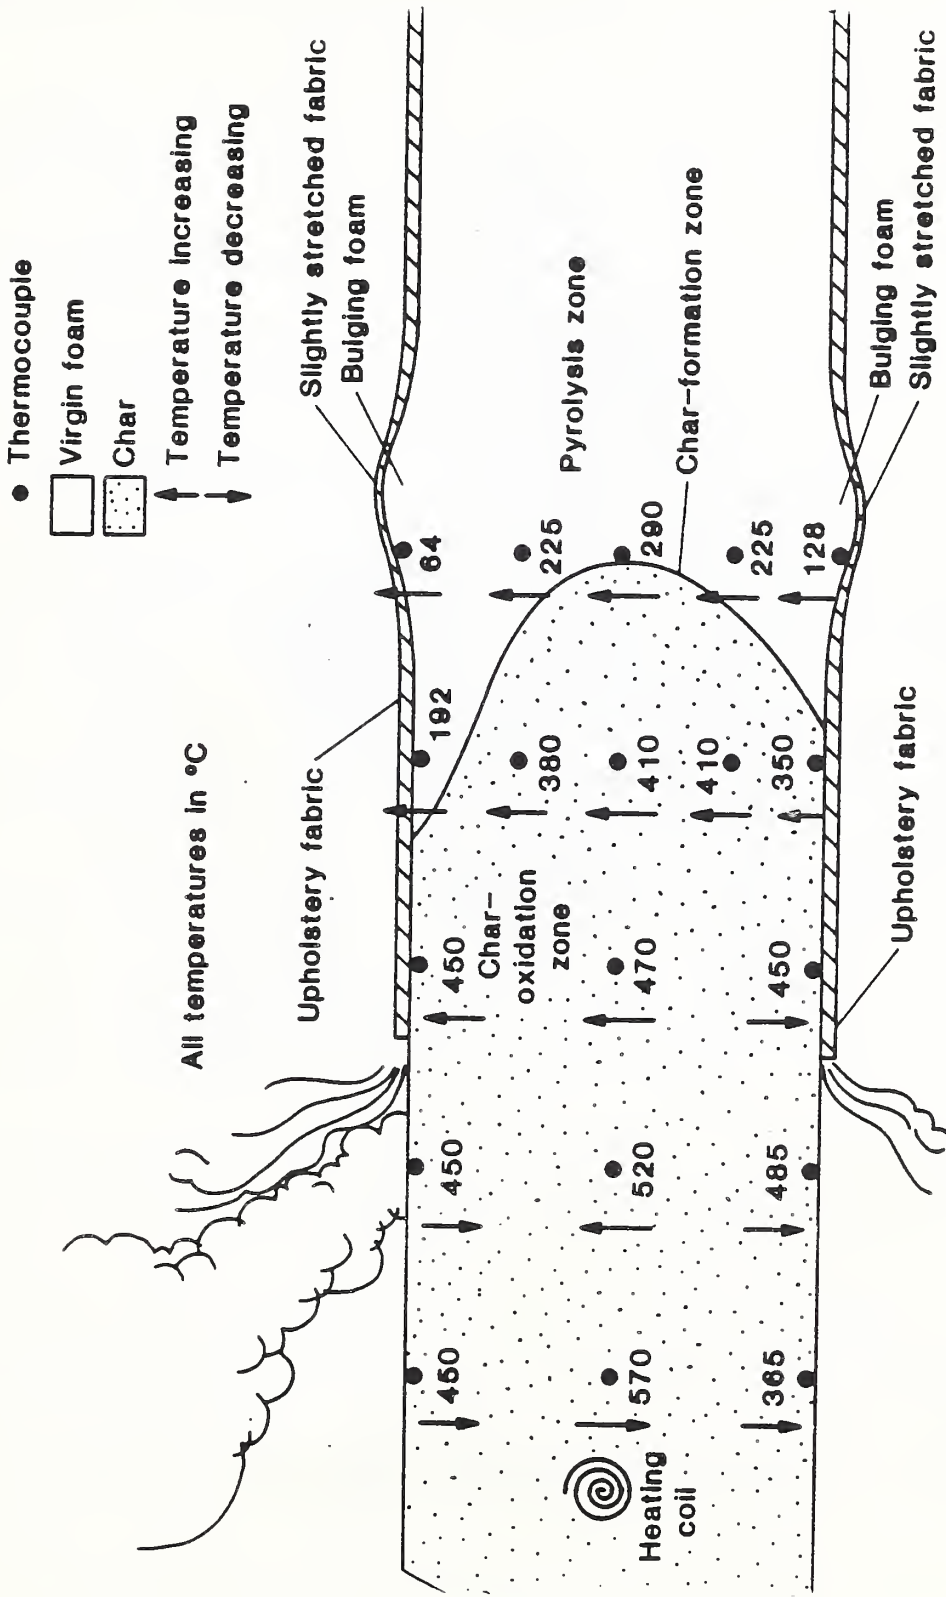 Thermocouple
Virgin foam
Char
Temperature increasing
Temperature decreasing
All temperatures in °C
Upholstery fabric
Slightly stretched fabric
Bulging foam
450
450
450
192
64
Char-
oxidation
zone
380
225
Pyrolysis zone
570
520
470
410
290
Heating
coil
Char-formation zone
410
225
365
485
450
350
128
Bulging foam
Upholstery fabric
Slightly stretched fabric